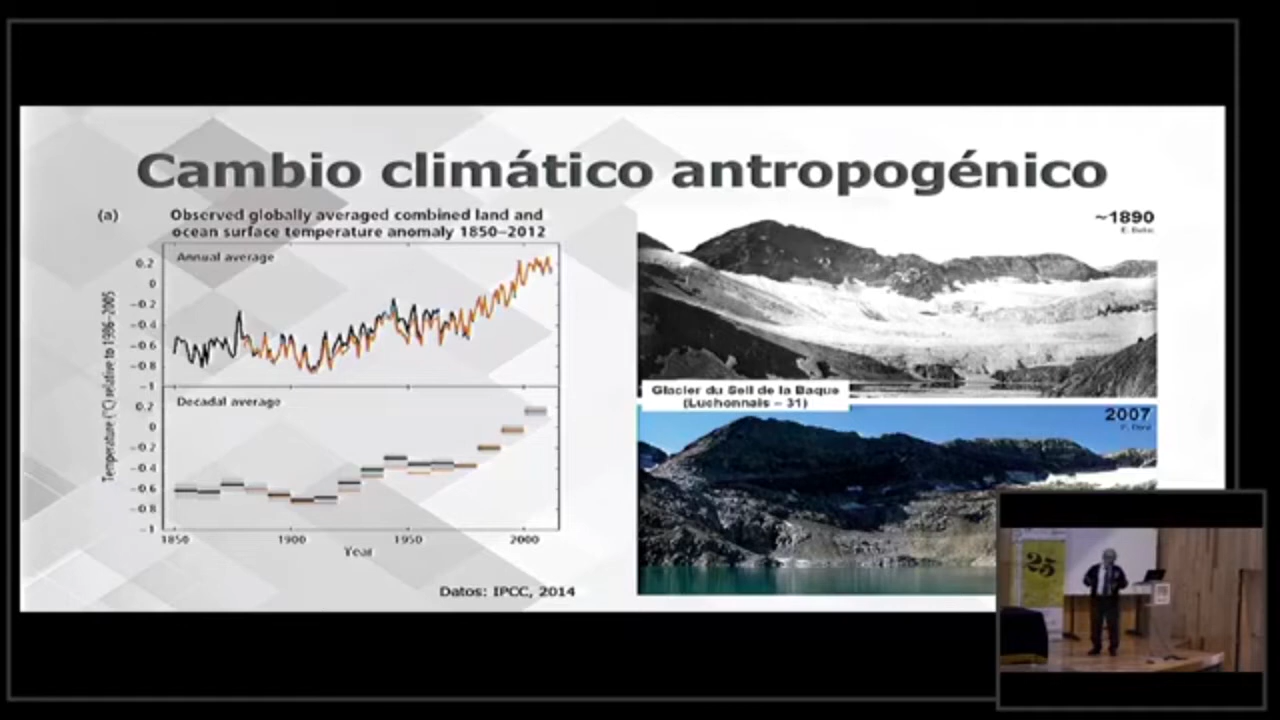 Cambio climático antropogénico
(a)
Observed globally averaged combined land and
ocean surface temperature anomaly 1850–2012
Annual average
0.2
0
−0.2
−0.4
−0.6
−0.8
−1
Temperature (°C) relative to 1986–2005
Decadal average
0.2
0
−0.2
−0.4
−0.6
−0.8
−1
1850
1900
1950
2000
Year
Datos: IPCC, 2014
~1890
Glacier du Seil de la Baque
(Luchonnais – 31)
2007
25